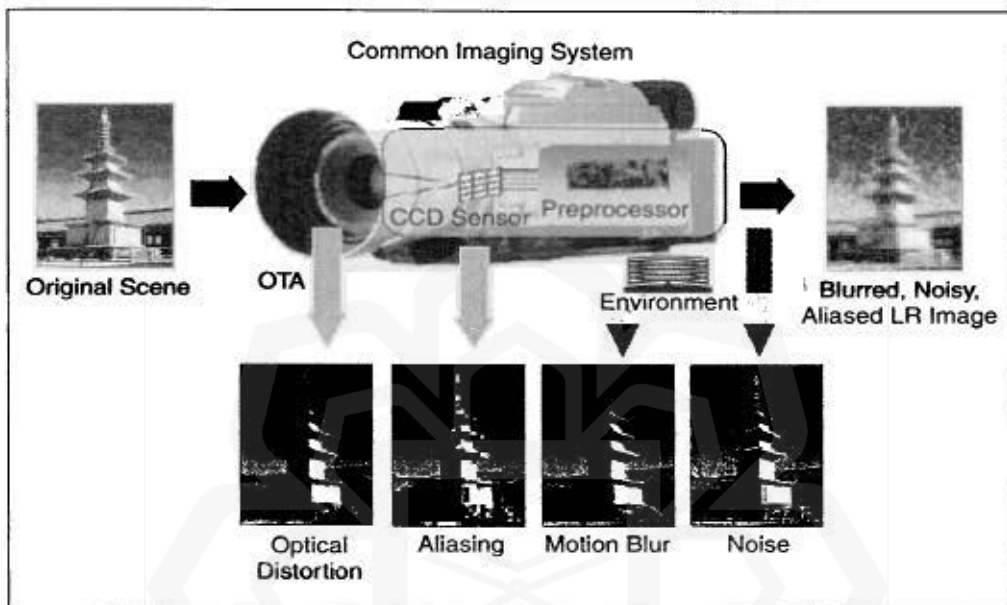 Common Imaging System
CCD Sensor
Preprocessor
Original Scene
OTA
Environment
Blurred, Noisy,
Aliased LR Image
Optical
Distortion
Aliasing
Motion Blur
Noise